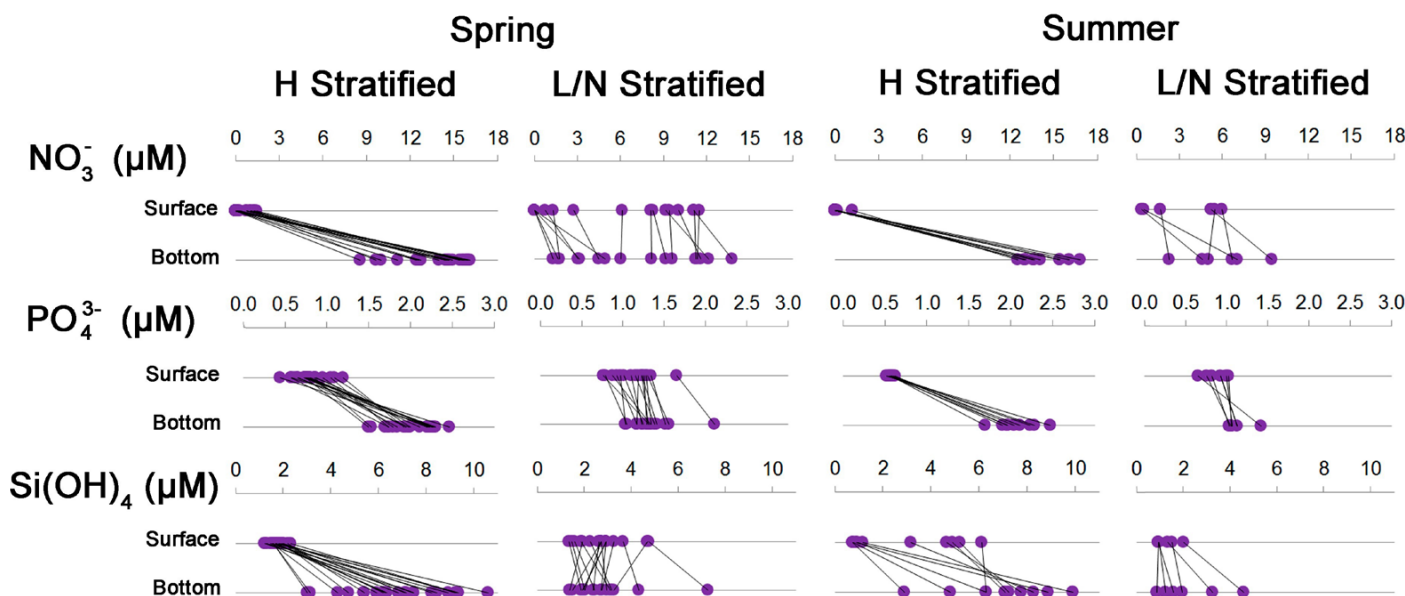 Spring Summer
H Stratified L/N Stratified H Stratified L/N Stratified
0 3 6 9 12 15 18 0 3 6 9 12 15 18 0 3 6 9 12 15 18 0 3 6 9 12 15 18
NO₃⁻ (µM)
Surface
Bottom
0.0 0.5 1.0 1.5 2.0 2.5 3.0 0.0 0.5 1.0 1.5 2.0 2.5 3.0 0.0 0.5 1.0 1.5 2.0 2.5 3.0 0.0 0.5 1.0 1.5 2.0 2.5 3.0
PO₄³⁻ (µM)
Surface
Bottom
0 2 4 6 8 10 0 2 4 6 8 10 0 2 4 6 8 10 0 2 4 6 8 10
Si(OH)₄ (µM)
Surface
Bottom